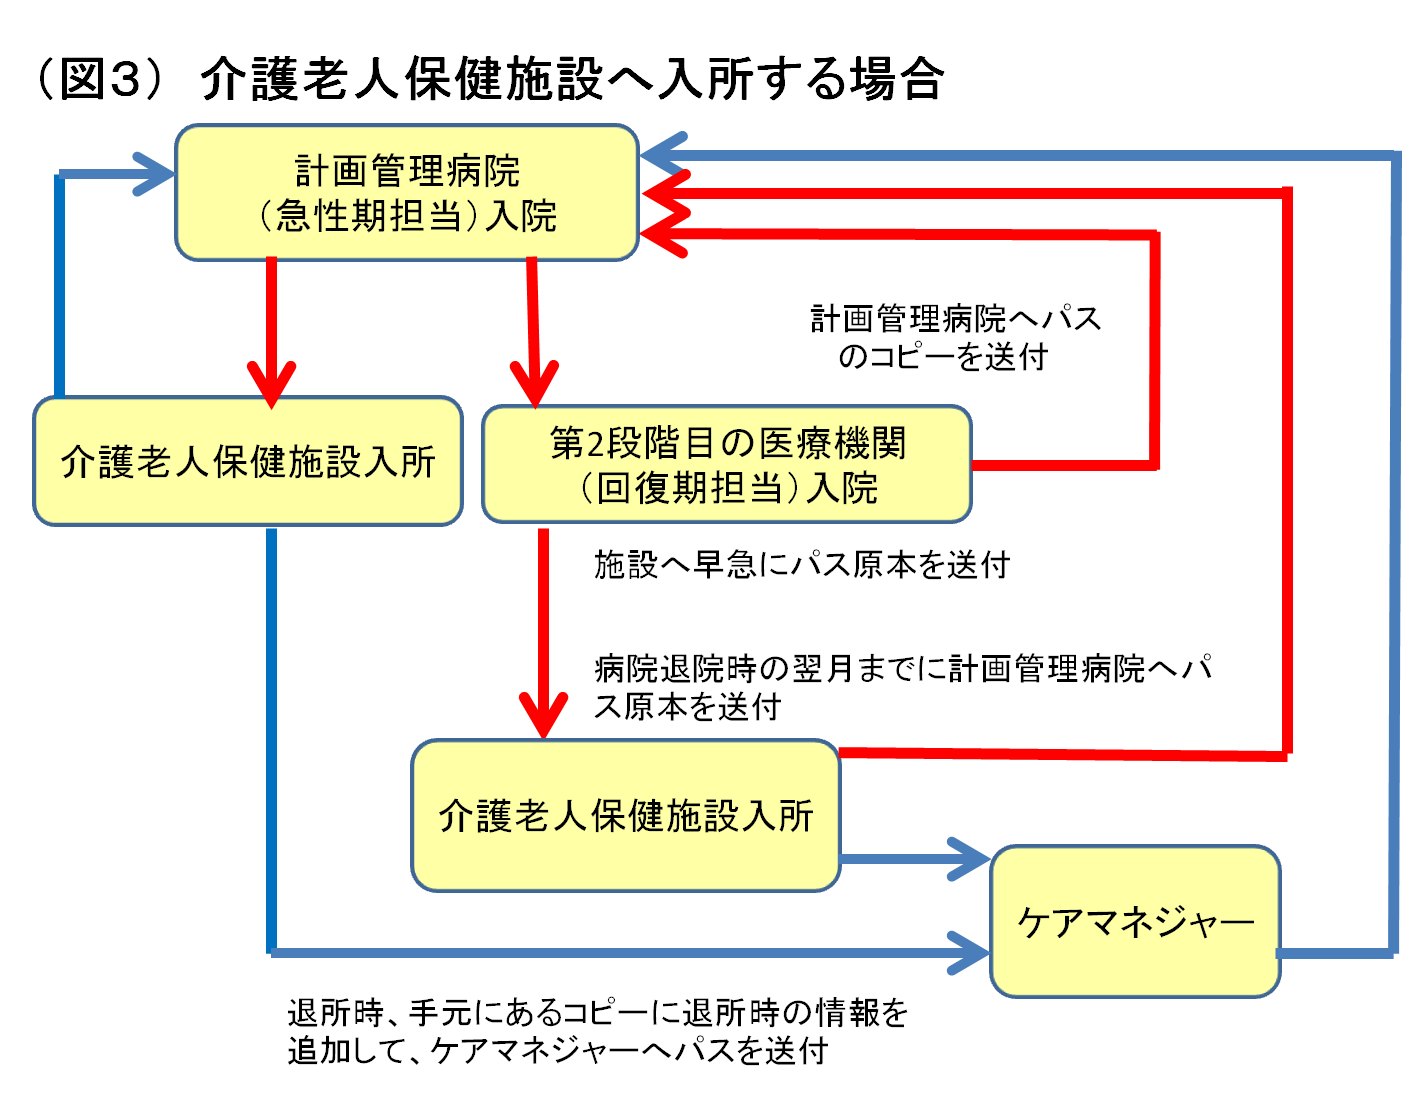 （図３） 介護老人保健施設へ入所する場合
計画管理病院
（急性期担当）入院
計画管理病院へパス
のコピーを送付
介護老人保健施設入所
第2段階目の医療機関
（回復期担当）入院
施設へ早急にパス原本を送付
病院退院時の翌月までに計画管理病院へパ
ス原本を送付
介護老人保健施設入所
ケアマネジャー
退所時、手元にあるコピーに退所時の情報を
追加して、ケアマネジャーへパスを送付